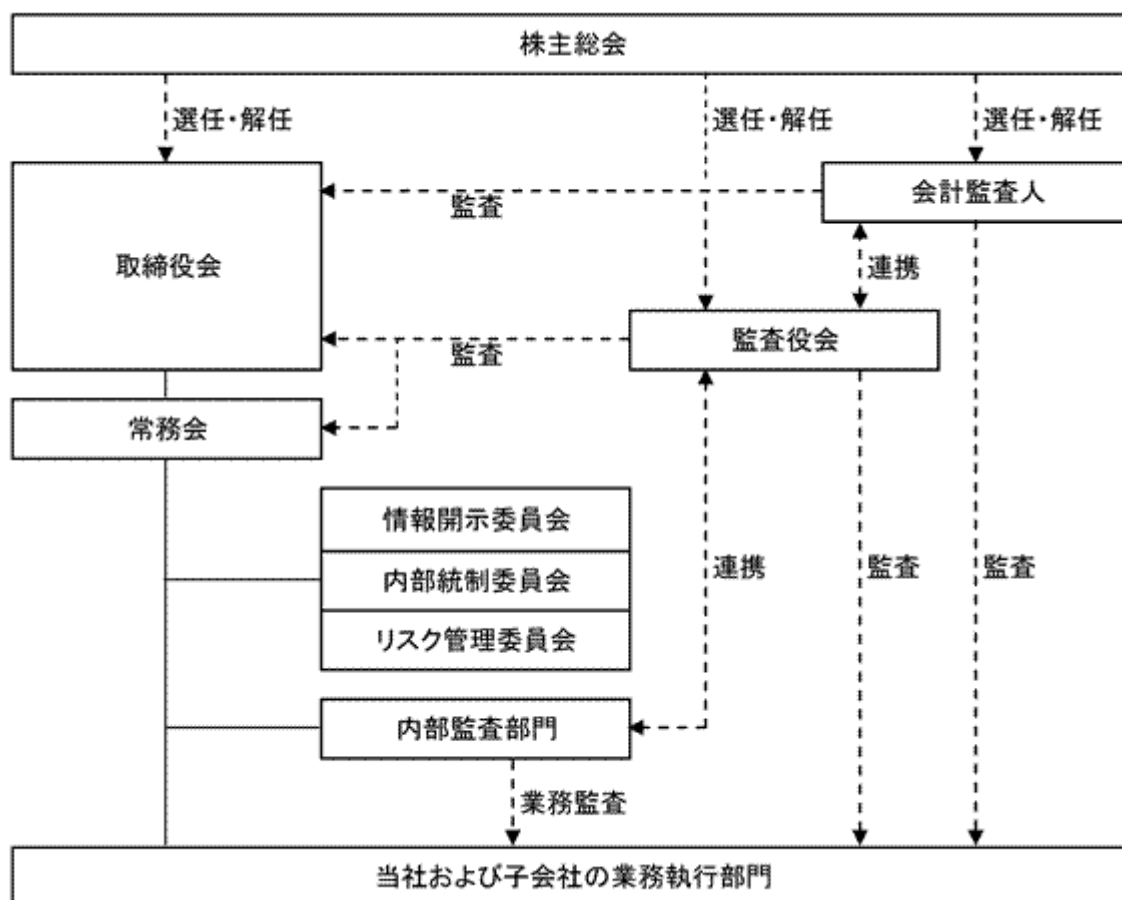 株主総会
選任・解任
選任・解任
選任・解任
会計監査人
監査
取締役会
連携
監査役会
監査
常務会
情報開示委員会
内部統制委員会
連携
監査
監査
リスク管理委員会
内部監査部門
業務監査
当社および子会社の業務執行部門